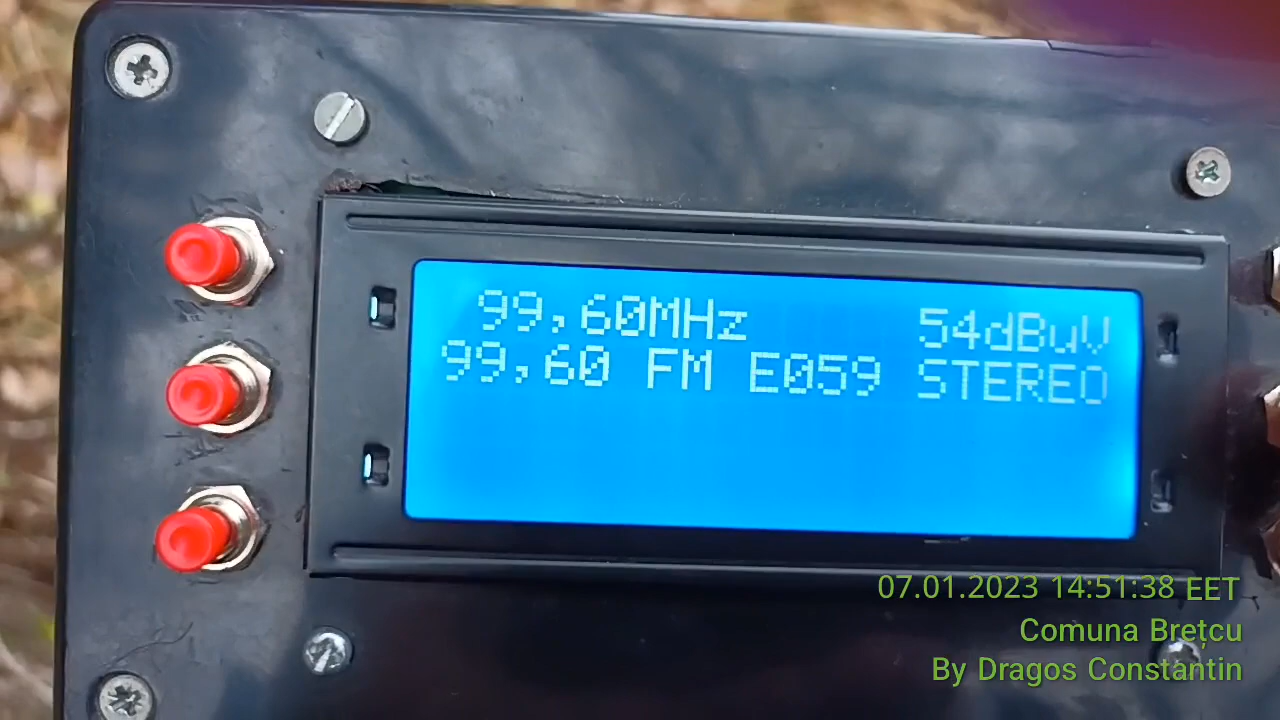 99,60MHz 54dBuV
99,60 FM E059 STEREO
07.01.2023 14:51:38 EET
Comuna Brețcu
By Dragos Constantin